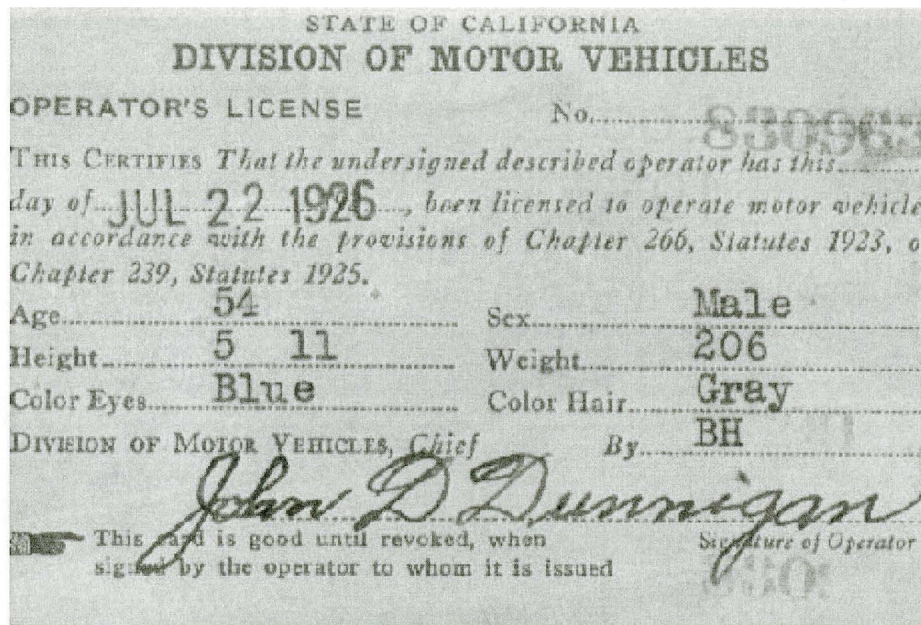 STATE OF CALIFORNIA
DIVISION OF MOTOR VEHICLES
OPERATOR'S LICENSE No.
THIS CERTIFIES That the undersigned described operator has this
day of JUL 22 1926, been licensed to operate motor vehicle
in accordance with the provisions of Chapter 266, Statutes 1923, o
Chapter 239, Statutes 1925.
Age 54 Sex Male
Height 5 11 Weight 206
Color Eyes Blue Color Hair Gray
DIVISION OF MOTOR VEHICLES, Chief By BH
John D Dunnigan
This card is good until revoked, when Signature of Operator
signed by the operator to whom it is issued